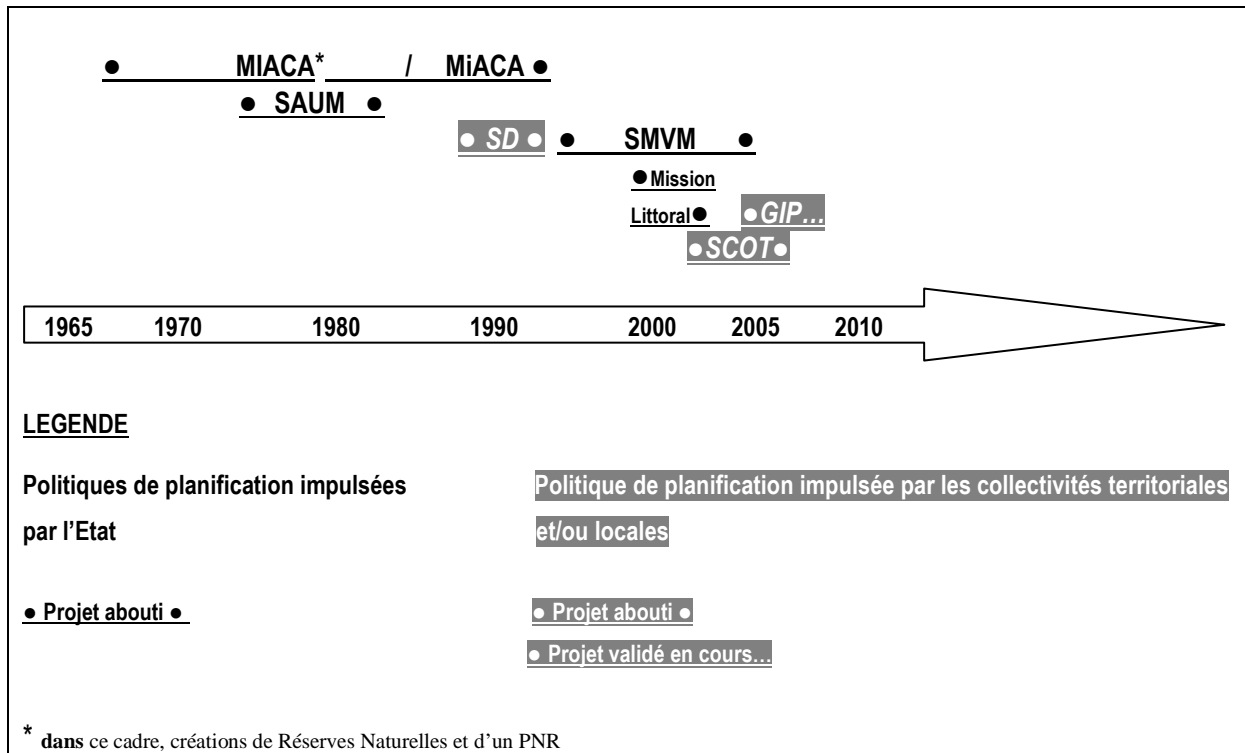 ● MIACA* / MiACA ●
● SAUM ●
● SD ● ● SMVM ●
● Mission
Littoral ● ● GIP…
● SCOT ●
1965 1970 1980 1990 2000 2005 2010
LEGENDE
Politiques de planification impulsées
par l’Etat
Politique de planification impulsée par les collectivités territoriales
et/ou locales
● Projet abouti ●
● Projet abouti ●
● Projet validé en cours…
* dans ce cadre, créations de Réserves Naturelles et d’un PNR